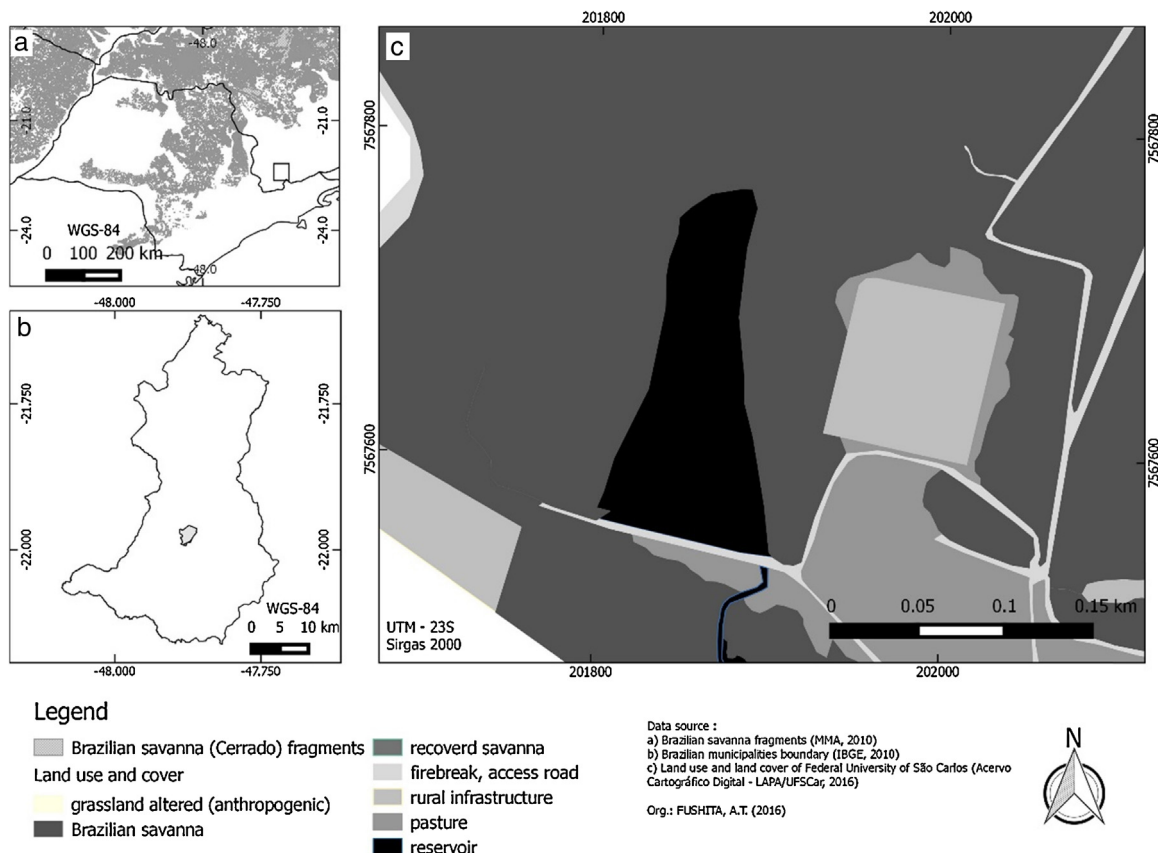 a
-48.0
-21.0
-21.0
-24.0
-24.0
WGS-84
0 100 200 km
-48.0
-48.000
-47.750
b
-21.750
-21.750
-22.000
-22.000
WGS-84
0 5 10 km
-48.000
-47.750
201800
202000
c
7567800
7567800
7567600
7567600
UTM - 23S
Sirgas 2000
0 0.05 0.1 0.15 km
201800
202000
Legend
Brazilian savanna (Cerrado) fragments
Land use and cover
grassland altered (anthropogenic)
Brazilian savanna
recoverd savanna
firebreak, access road
rural infrastructure
pasture
reservoir
Data source :
a) Brazilian savanna fragments (MMA, 2010)
b) Brazilian municipalities boundary (IBGE, 2010)
c) Land use and land cover of Federal University of São Carlos (Acervo
Cartográfico Digital - LAPA/UFSCar, 2016)
Org.: FUSHITA, A.T. (2016)
N